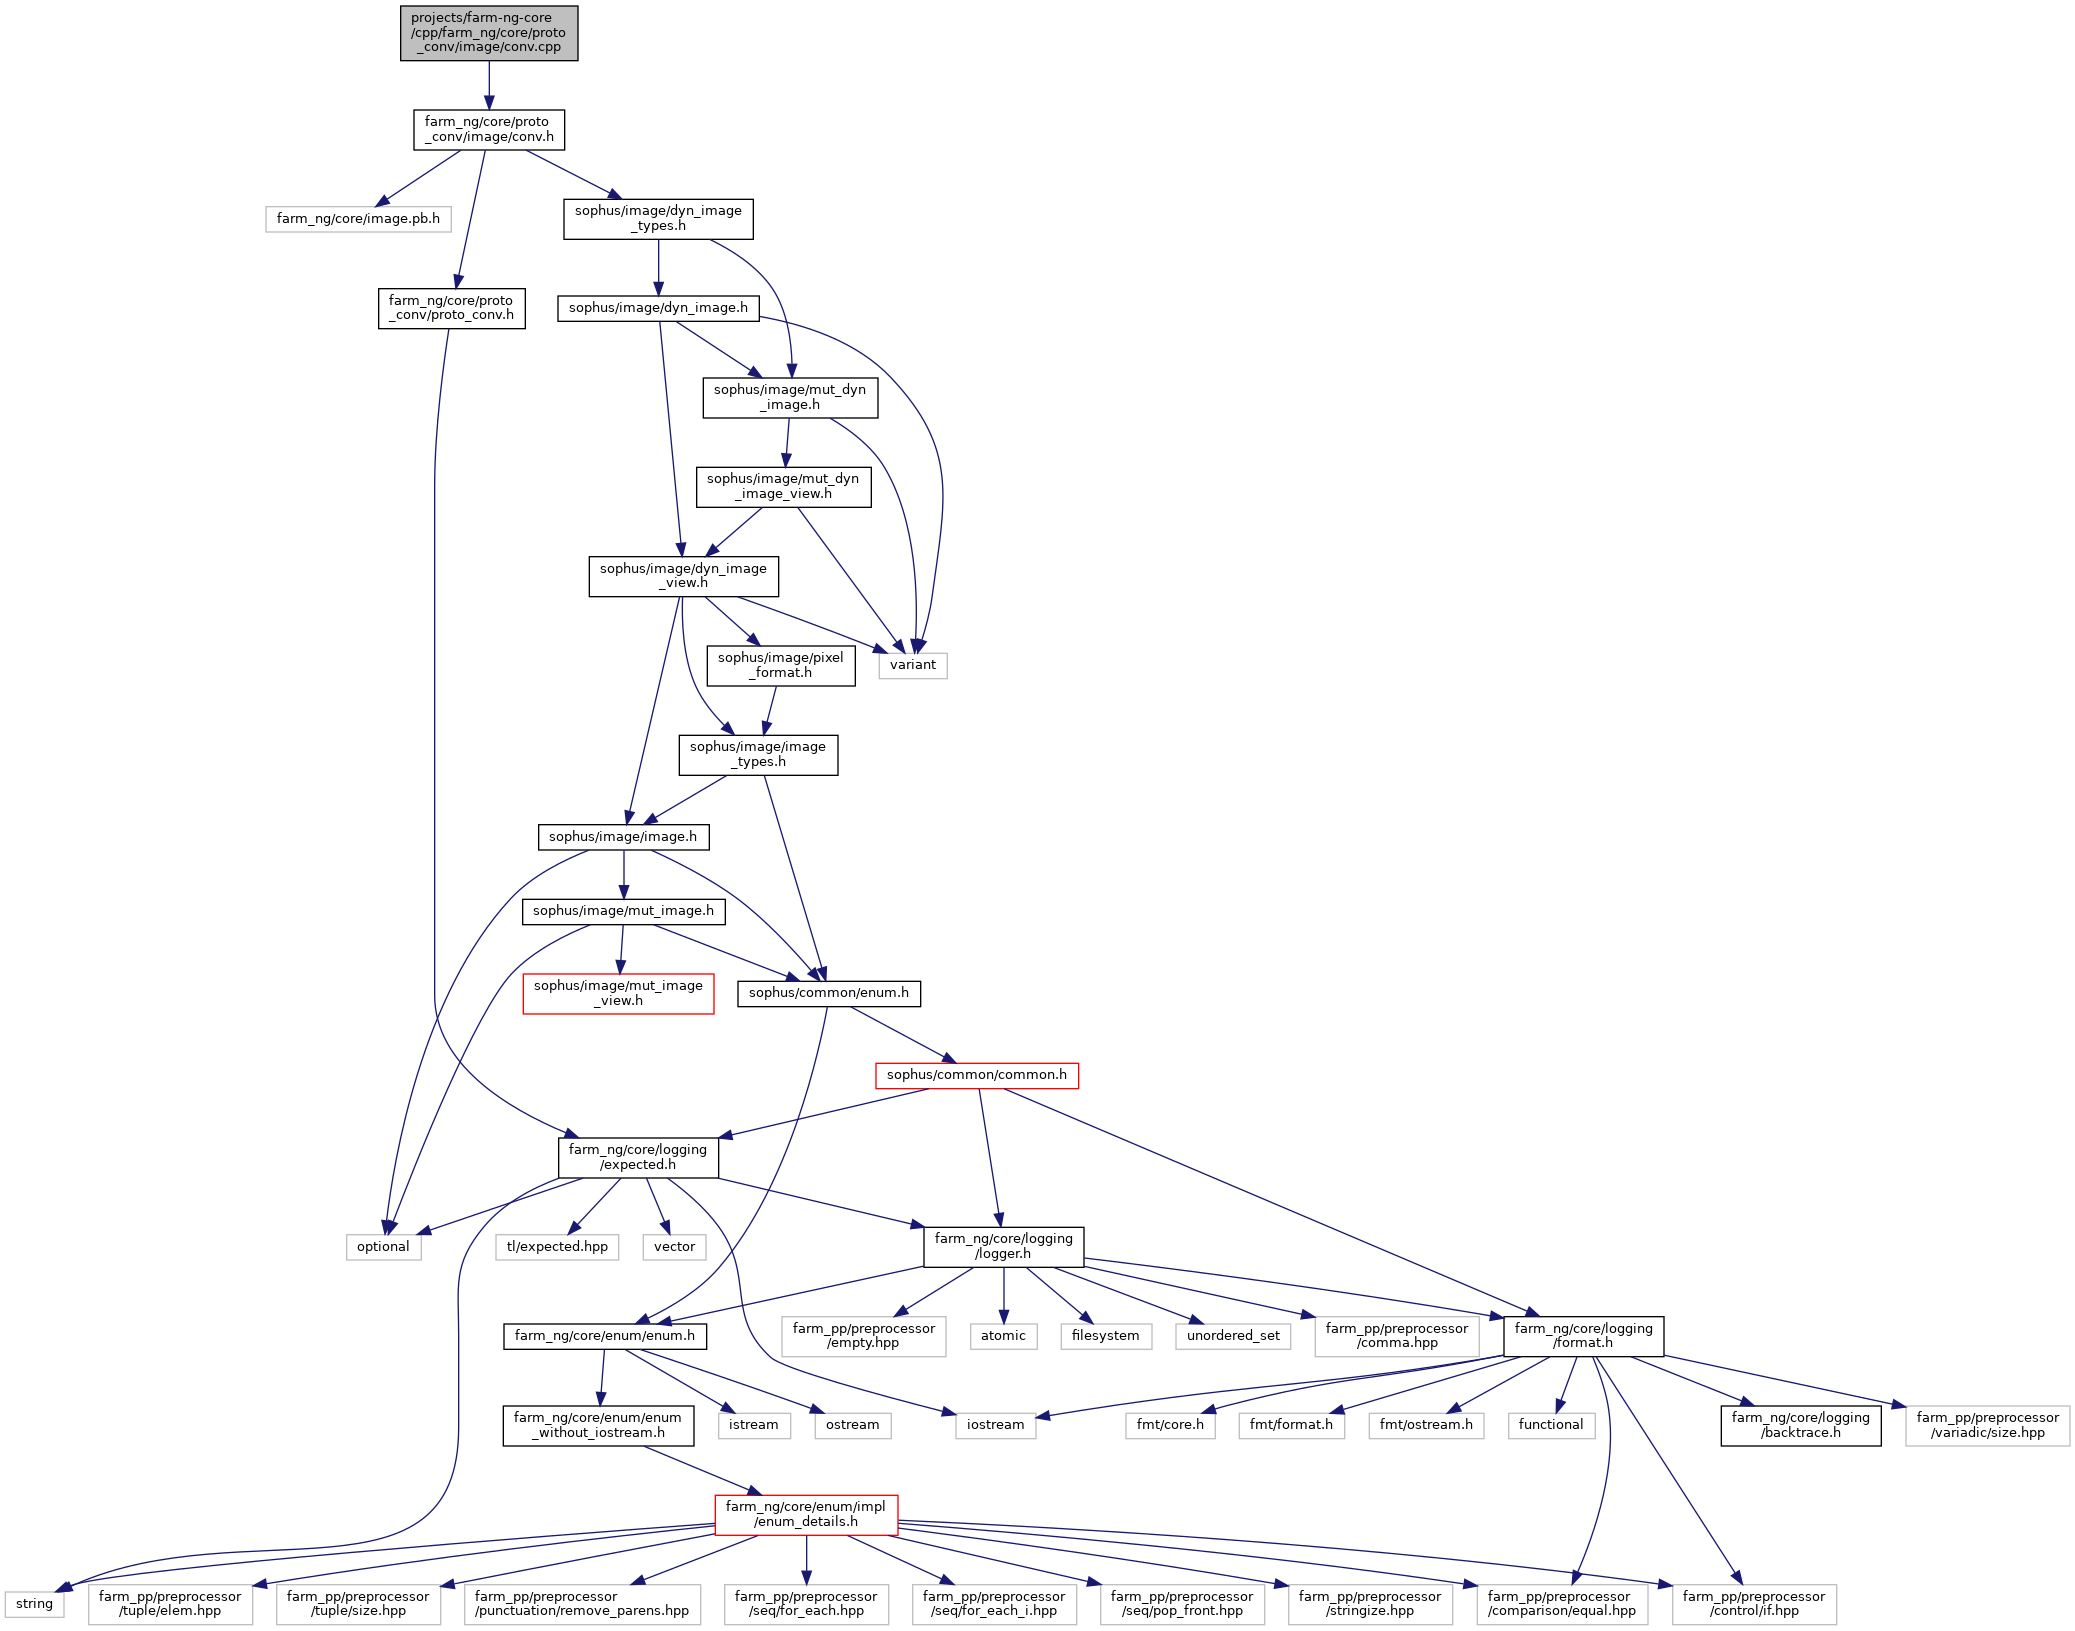 projects/farm-ng-core
/cpp/farm_ng/core/proto
_conv/image/conv.cpp
farm_ng/core/proto
_conv/image/conv.h
farm_ng/core/image.pb.h
sophus/image/dyn_image
_types.h
farm_ng/core/proto
_conv/proto_conv.h
sophus/image/dyn_image.h
sophus/image/mut_dyn
_image.h
sophus/image/mut_dyn
_image_view.h
sophus/image/dyn_image
_view.h
sophus/image/pixel
_format.h
variant
sophus/image/image
_types.h
sophus/image/image.h
sophus/image/mut_image.h
sophus/image/mut_image
_view.h
sophus/common/enum.h
sophus/common/common.h
farm_ng/core/logging
/expected.h
optional
tl/expected.hpp
vector
farm_ng/core/logging
/logger.h
farm_ng/core/enum/enum.h
farm_pp/preprocessor
/empty.hpp
atomic
filesystem
unordered_set
farm_pp/preprocessor
/comma.hpp
farm_ng/core/logging
/format.h
farm_ng/core/enum/enum
_without_iostream.h
istream
ostream
iostream
fmt/core.h
fmt/format.h
fmt/ostream.h
functional
farm_ng/core/logging
/backtrace.h
farm_pp/preprocessor
/variadic/size.hpp
farm_ng/core/enum/impl
/enum_details.h
string
farm_pp/preprocessor
/tuple/elem.hpp
farm_pp/preprocessor
/tuple/size.hpp
farm_pp/preprocessor
/punctuation/remove_parens.hpp
farm_pp/preprocessor
/seq/for_each.hpp
farm_pp/preprocessor
/seq/for_each_i.hpp
farm_pp/preprocessor
/seq/pop_front.hpp
farm_pp/preprocessor
/stringize.hpp
farm_pp/preprocessor
/comparison/equal.hpp
farm_pp/preprocessor
/control/if.hpp